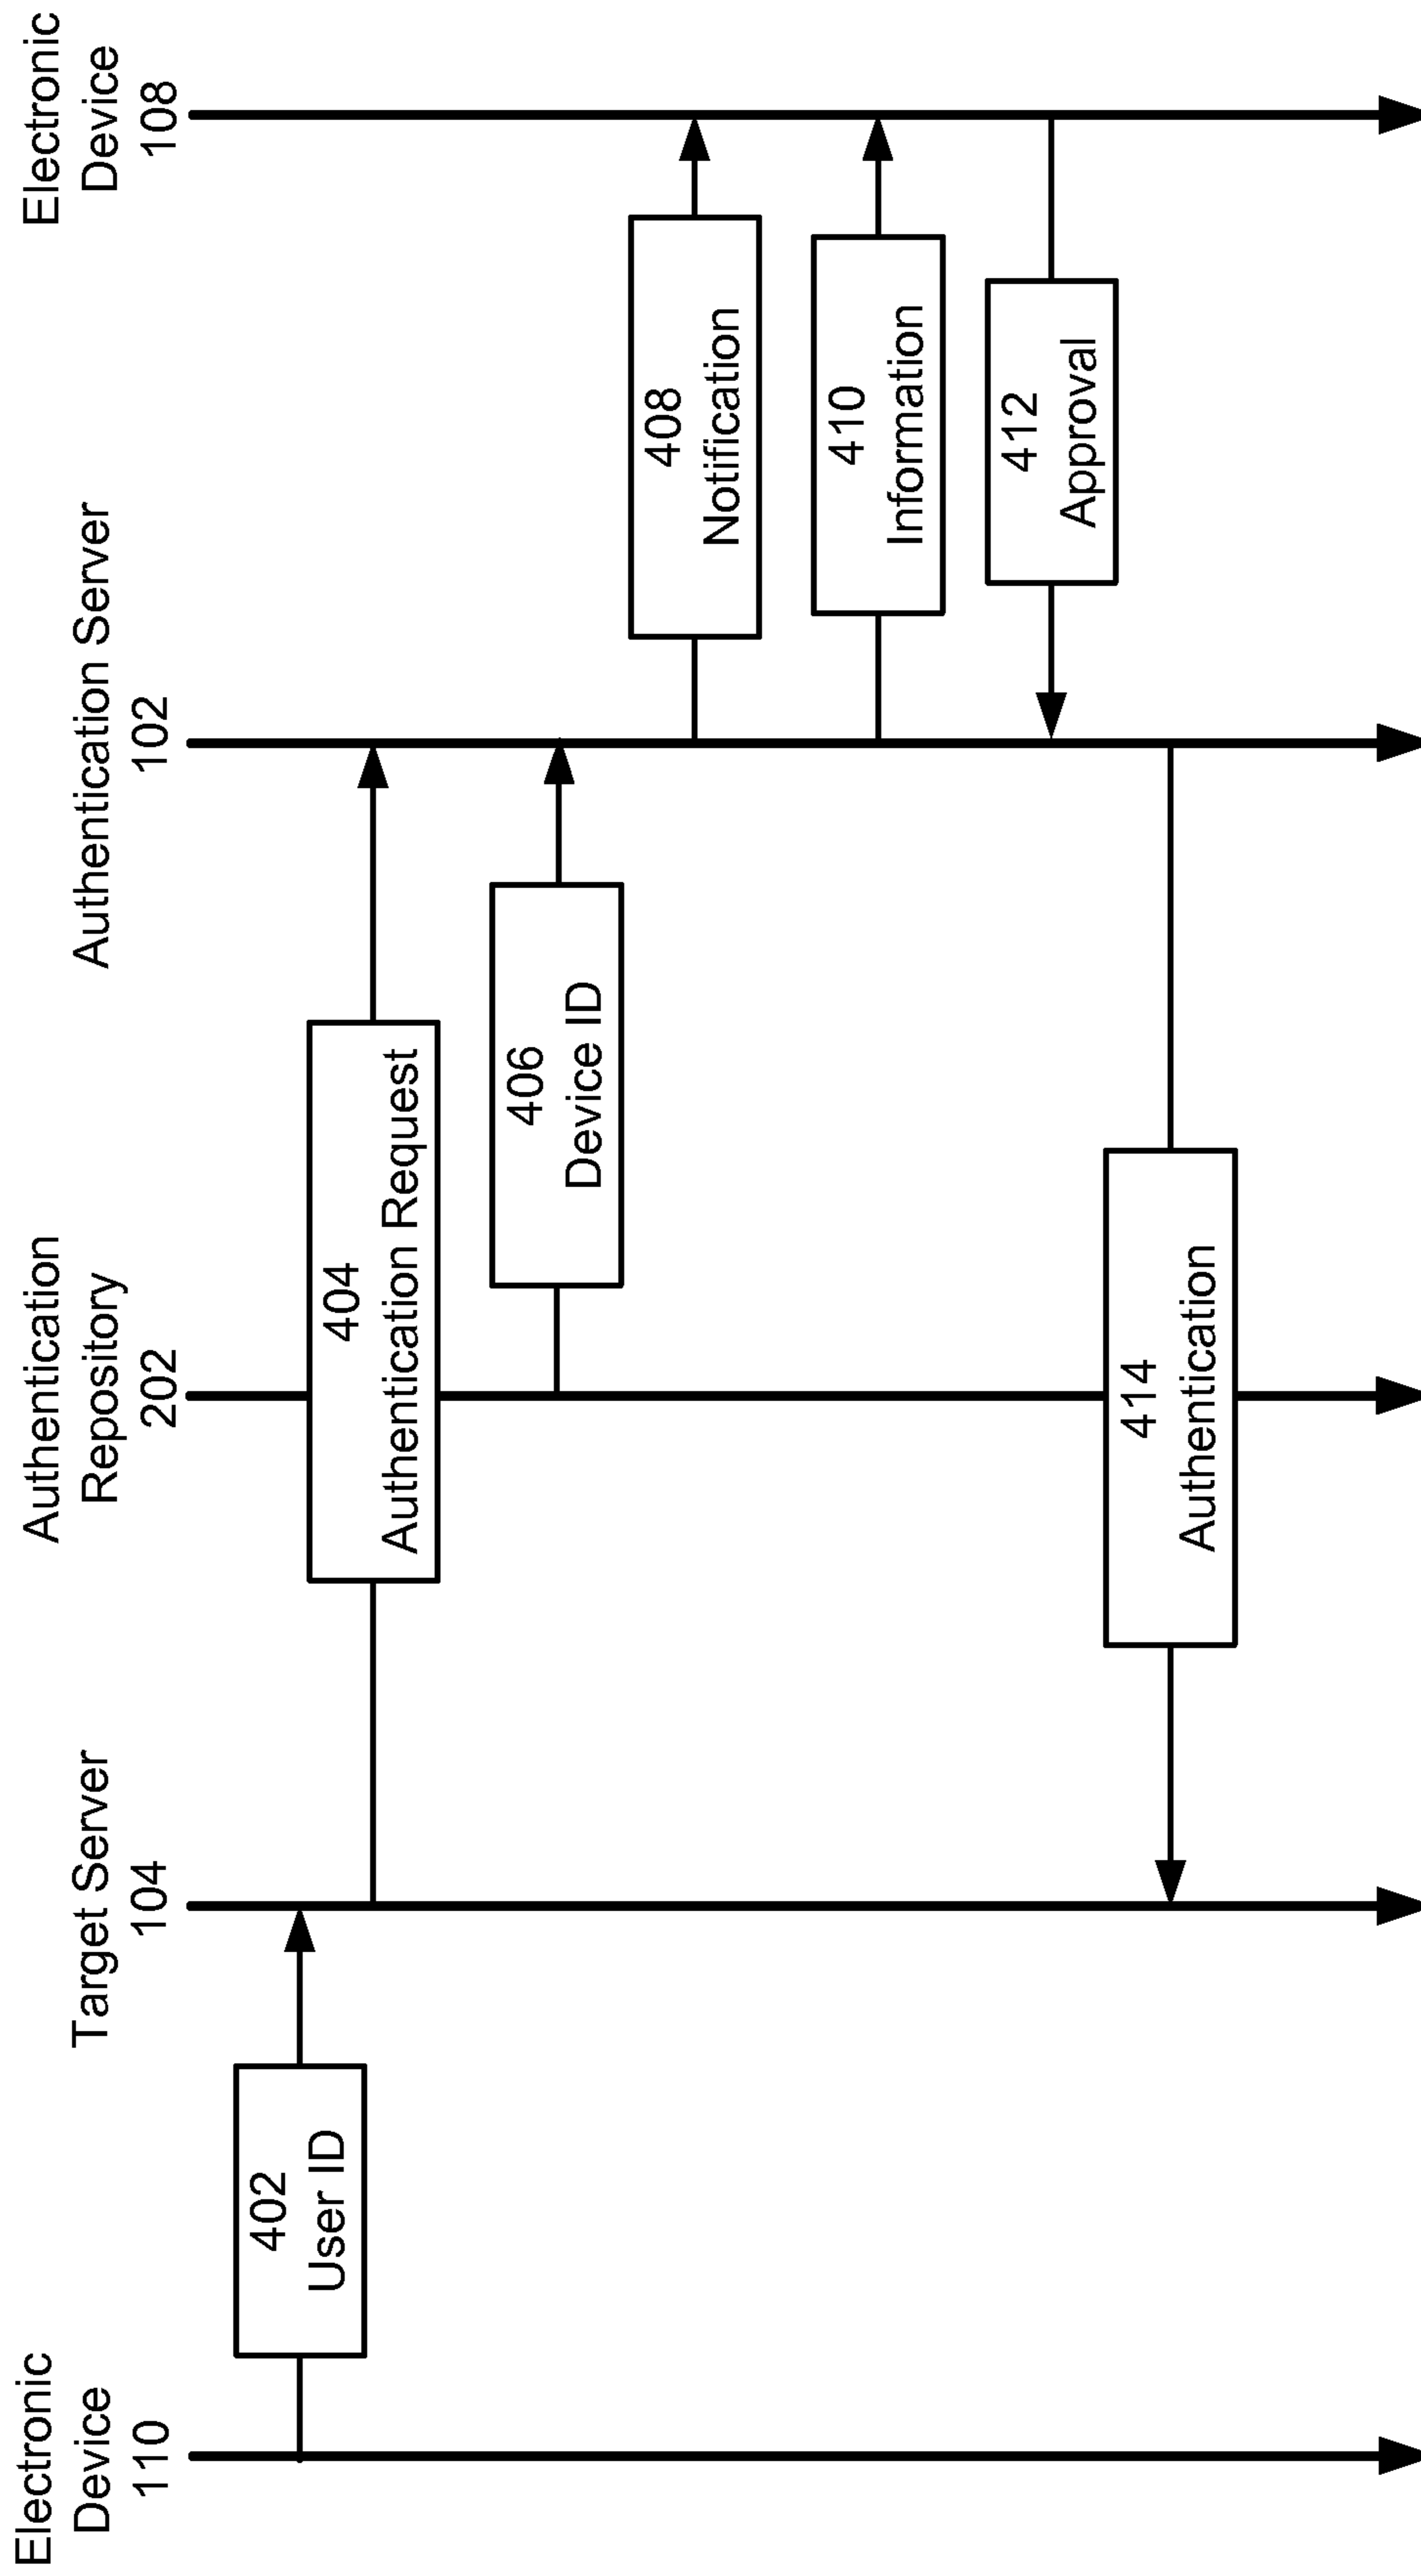 Electronic
Device
110
Target Server
104
Authentication
Repository
202
Authentication Server
102
Electronic
Device
108
402
User ID
404
Authentication Request
406
Device ID
408
Notification
410
Information
412
Approval
414
Authentication